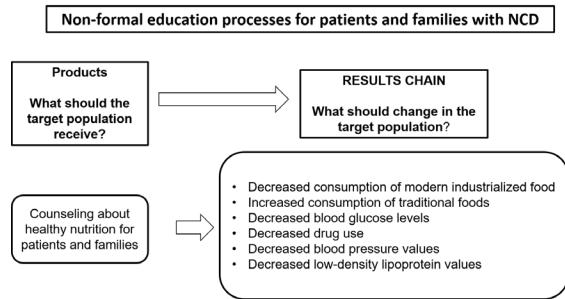 Non-formal education processes for patients and families with NCD
Products
What should the
target population
receive?
RESULTS CHAIN
What should change in the
target population?
Counseling about
healthy nutrition for
patients and families
• Decreased consumption of modern industrialized food
• Increased consumption of traditional foods
• Decreased blood glucose levels
• Decreased drug use
• Decreased blood pressure values
• Decreased low-density lipoprotein values